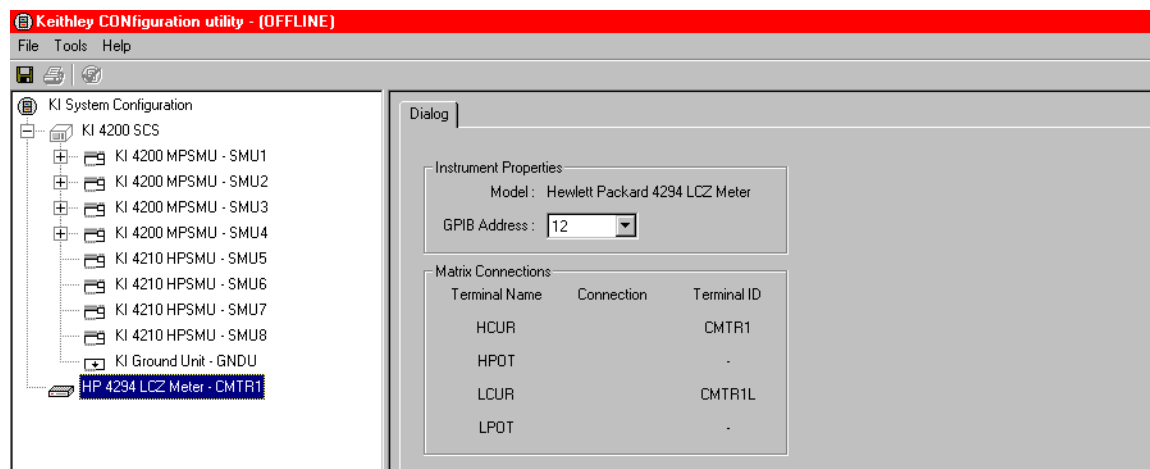 Keithley CONfiguration utility - (OFFLINE)
File Tools Help
KI System Configuration
KI 4200 SCS
KI 4200 MPSMU - SMU1
KI 4200 MPSMU - SMU2
KI 4200 MPSMU - SMU3
KI 4200 MPSMU - SMU4
KI 4210 HPSMU - SMU5
KI 4210 HPSMU - SMU6
KI 4210 HPSMU - SMU7
KI 4210 HPSMU - SMU8
KI Ground Unit - GNDU
HP 4294 LCZ Meter - CMTR1
Dialog
Instrument Properties
Model : Hewlett Packard 4294 LCZ Meter
GPIB Address : 12
Matrix Connections
Terminal Name Connection Terminal ID
HCUR CMTR1
HPOT -
LCUR CMTR1L
LPOT -